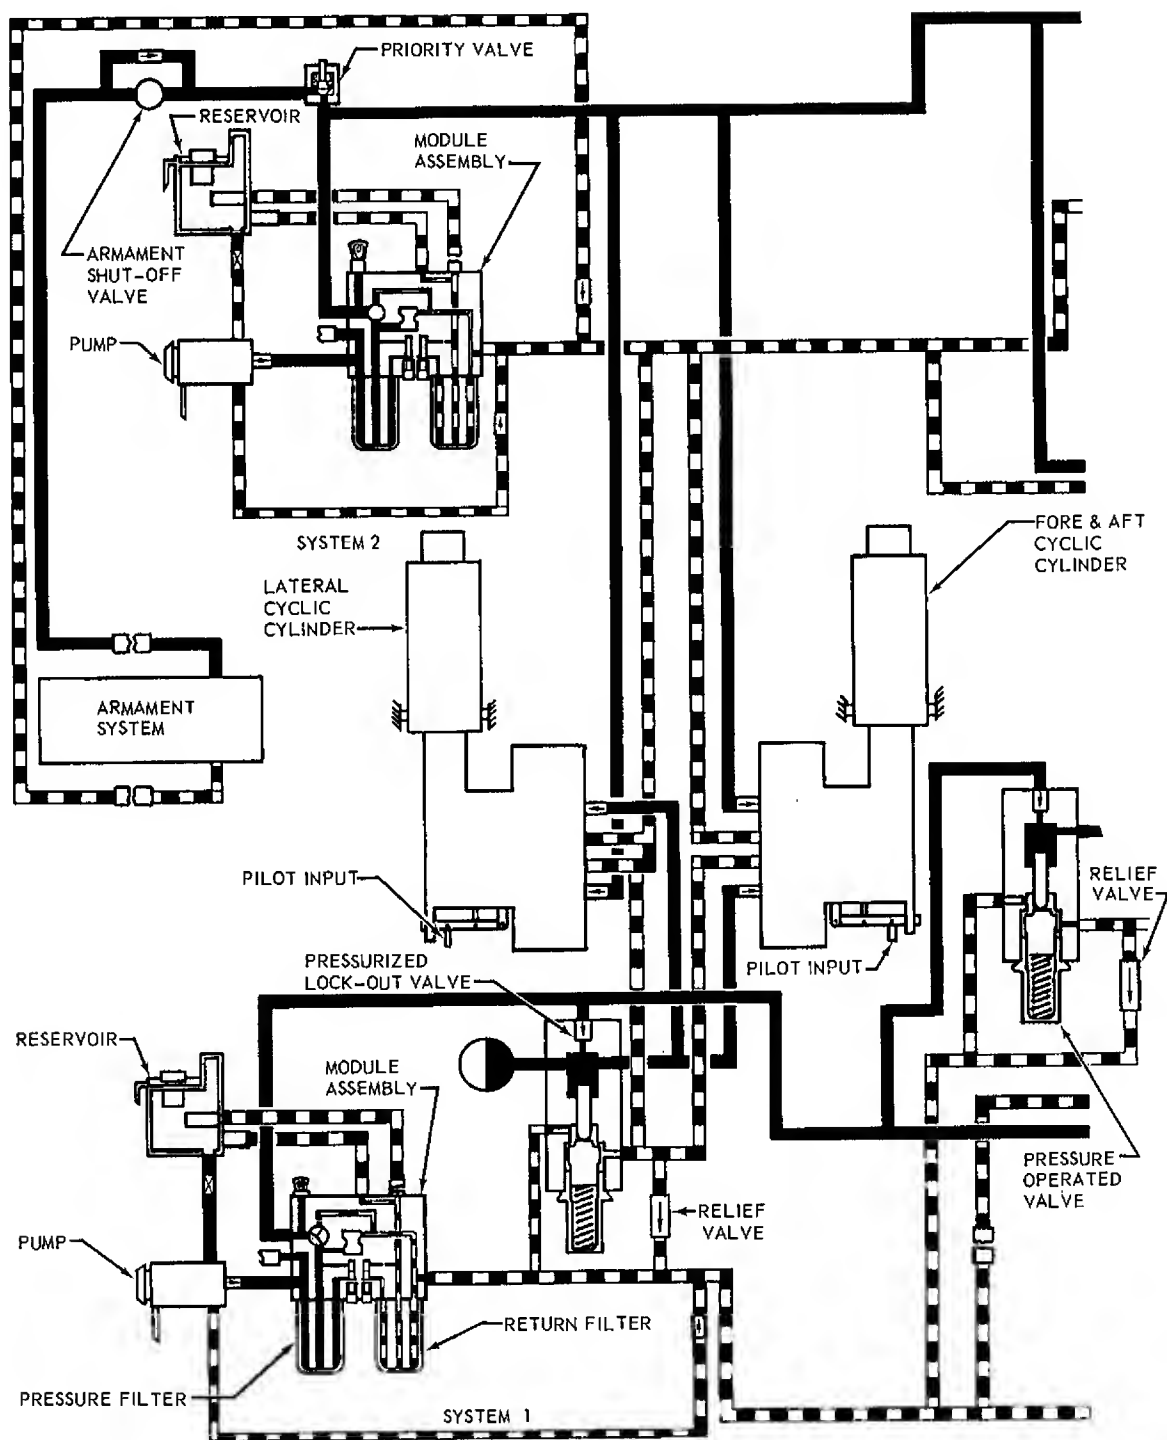 PRIORITY VALVE
RESERVOIR
MODULE
ASSEMBLY
ARMAMENT
SHUT-OFF
VALVE
PUMP
SYSTEM 2
FORE & AFT
CYCLIC
CYLINDER
LATERAL
CYCLIC
CYLINDER
ARMAMENT
SYSTEM
PILOT INPUT
RELIEF
VALVE
PILOT INPUT
PRESSURIZED
LOCK-OUT VALVE
RESERVOIR
MODULE
ASSEMBLY
PRESSURE
OPERATED
VALVE
RELIEF
VALVE
PUMP
RETURN FILTER
PRESSURE FILTER
SYSTEM 1